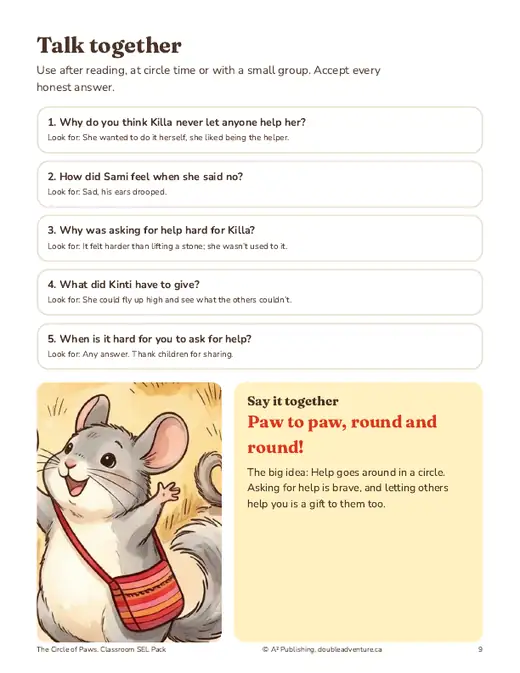 Talk together
Use after reading, at circle time or with a small group. Accept every
honest answer.
1. Why do you think Killa never let anyone help her?
Look for: She wanted to do it herself, she liked being the helper.
2. How did Sami feel when she said no?
Look for: Sad, his ears drooped.
3. Why was asking for help hard for Killa?
Look for: It felt harder than lifting a stone; she wasn't used to it.
4. What did Kinti have to give?
Look for: She could fly up high and see what the others couldn't.
5. When is it hard for you to ask for help?
Look for: Any answer. Thank children for sharing.
Say it together
Paw to paw, round and
round!
The big idea: Help goes around in a circle.
Asking for help is brave, and letting others
help you is a gift to them too.
The Circle of Paws. Classroom SEL Pack
© A² Publishing, doubleadventure.ca
9